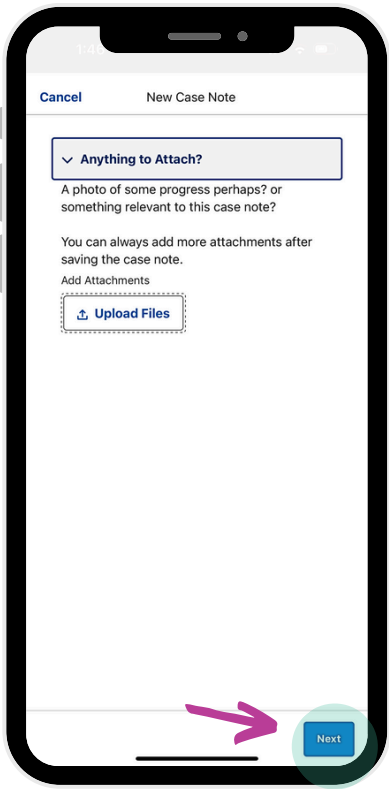 Cancel New Case Note
Anything to Attach?
A photo of some progress perhaps? or
something relevant to this case note?
You can always add more attachments after
saving the case note.
Add Attachments
Upload Files
Next